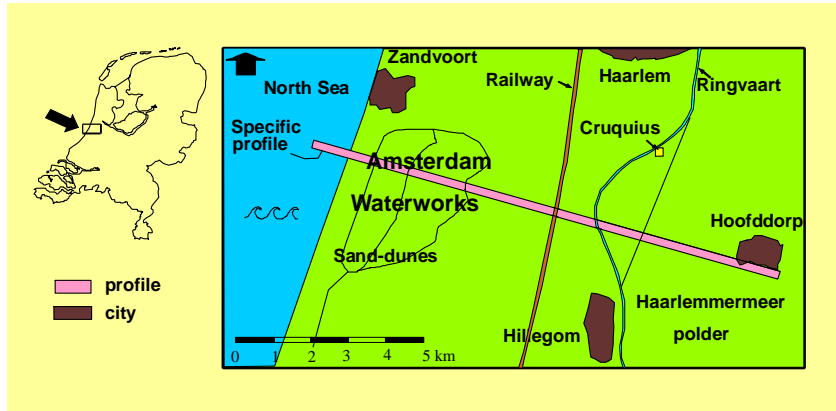 Zandvoort
North Sea
Railway
Haarlem
Ringvaart
Specific
profile
Cruquius
Amsterdam
Waterworks
Hoofddorp
Sand-dunes
profile
city
Haarlemmermeer
polder
Hillegom
0 1 2 3 4 5 km